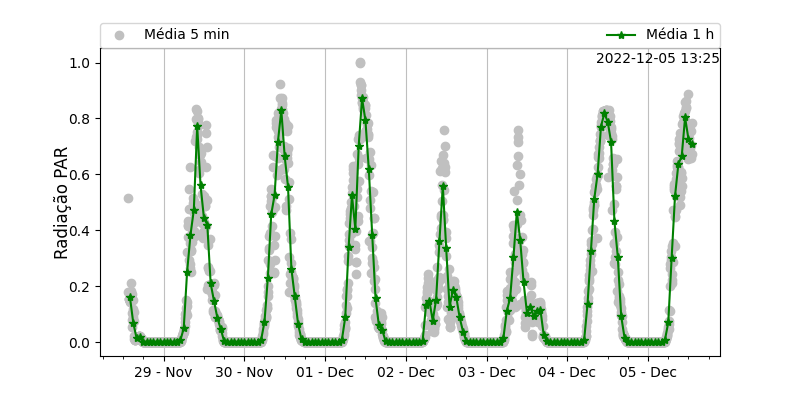 Média 5 min
Média 1 h
2022-12-05 13:25
Radiação PAR
1.0
0.8
0.6
0.4
0.2
0.0
29 - Nov
30 - Nov
01 - Dec
02 - Dec
03 - Dec
04 - Dec
05 - Dec